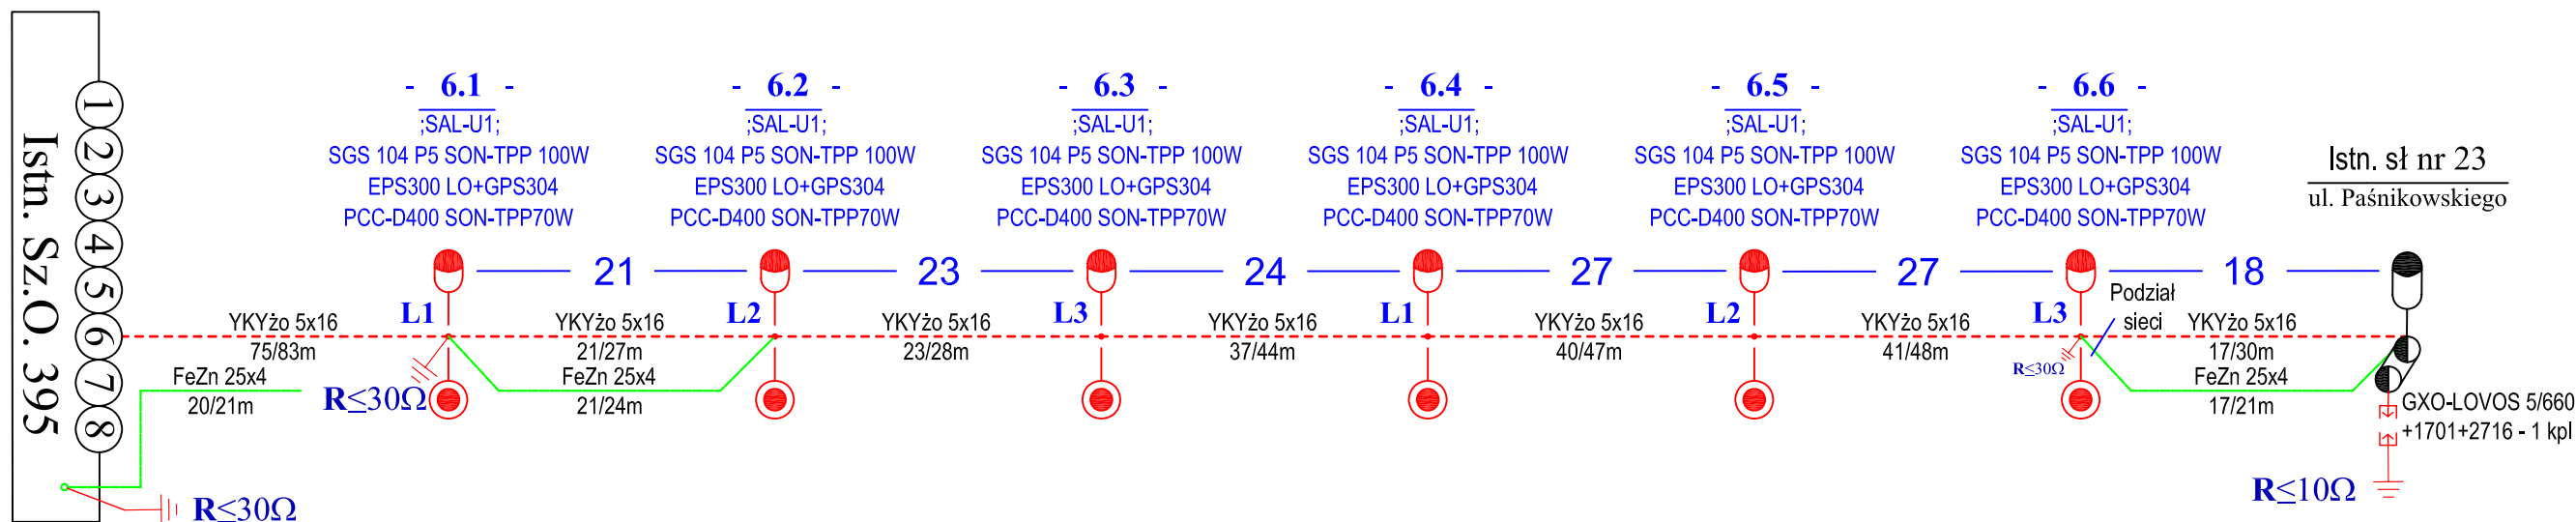 Istn. Sz.O. 395
1
2
3
4
5
6
7
8
- 6.1 -
;SAL-U1;
SGS 104 P5 SON-TPP 100W
EPS300 LO+GPS304
PCC-D400 SON-TPP70W
- 6.2 -
;SAL-U1;
SGS 104 P5 SON-TPP 100W
EPS300 LO+GPS304
PCC-D400 SON-TPP70W
- 6.3 -
;SAL-U1;
SGS 104 P5 SON-TPP 100W
EPS300 LO+GPS304
PCC-D400 SON-TPP70W
- 6.4 -
;SAL-U1;
SGS 104 P5 SON-TPP 100W
EPS300 LO+GPS304
PCC-D400 SON-TPP70W
- 6.5 -
;SAL-U1;
SGS 104 P5 SON-TPP 100W
EPS300 LO+GPS304
PCC-D400 SON-TPP70W
- 6.6 -
;SAL-U1;
SGS 104 P5 SON-TPP 100W
EPS300 LO+GPS304
PCC-D400 SON-TPP70W
Istn. sł nr 23
ul. Paśnikowskiego
21
23
24
27
27
18
L1
L2
L3
L1
L2
L3
Podział
sieci
YKYżo 5x16
75/83m
YKYżo 5x16
21/27m
YKYżo 5x16
23/28m
YKYżo 5x16
37/44m
YKYżo 5x16
40/47m
YKYżo 5x16
41/48m
YKYżo 5x16
17/30m
FeZn 25x4
20/21m
R≤30Ω
FeZn 25x4
21/24m
R≤30Ω
FeZn 25x4
17/21m
GXO-LOVOS 5/660
+1701+2716 - 1 kpl
R≤30Ω
R≤10Ω